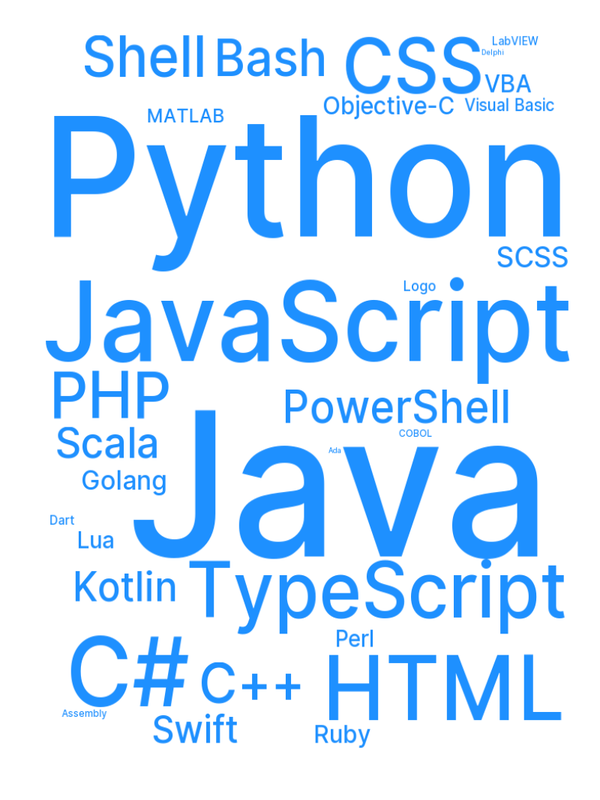 Shell Bash CSS LabVIEW
Delphi
VBA
Objective-C Visual Basic
MATLAB
Python
SCSS
Logo
JavaScript
PHP
PowerShell
Scala
COBOL
Ada
Java
Golang
Dart
Lua
Kotlin TypeScript
Perl
C# C++ HTML
Assembly
Swift Ruby